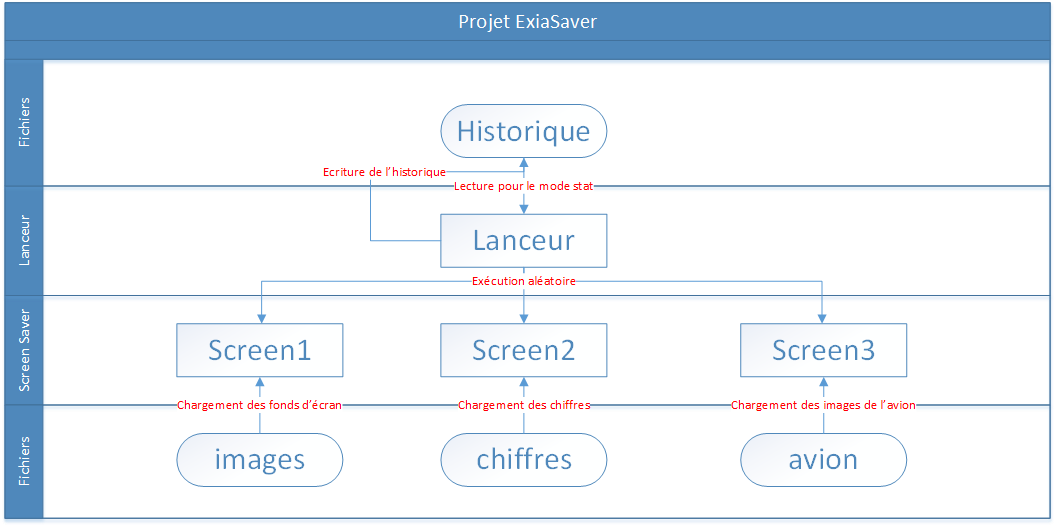 Projet ExiaSaver
Fichiers
Historique
Ecriture de l'historique
Lecture pour le mode stat
Lanceur
Lanceur
Exécution aléatoire
Screen Saver
Screen1
Screen2
Screen3
Chargement des fonds d'écran
Chargement des chiffres
Chargement des images de l'avion
Fichiers
images
chiffres
avion